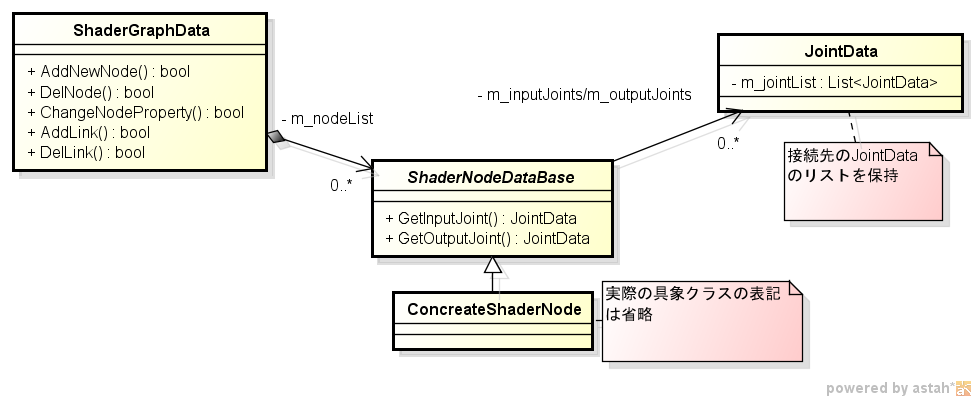 ShaderGraphData
+ AddNewNode() : bool
+ DelNode() : bool
+ ChangeNodeProperty() : bool
+ AddLink() : bool
+ DelLink() : bool
- m_nodeList
0..*
ShaderNodeDataBase
+ GetInputJoint() : JointData
+ GetOutputJoint() : JointData
- m_inputJoints/m_outputJoints
0..*
JointData
- m_jointList : List<JointData>
接続先のJointData
のリストを保持
ConcreateShaderNode
実際の具象クラスの表記
は省略
powered by astah*